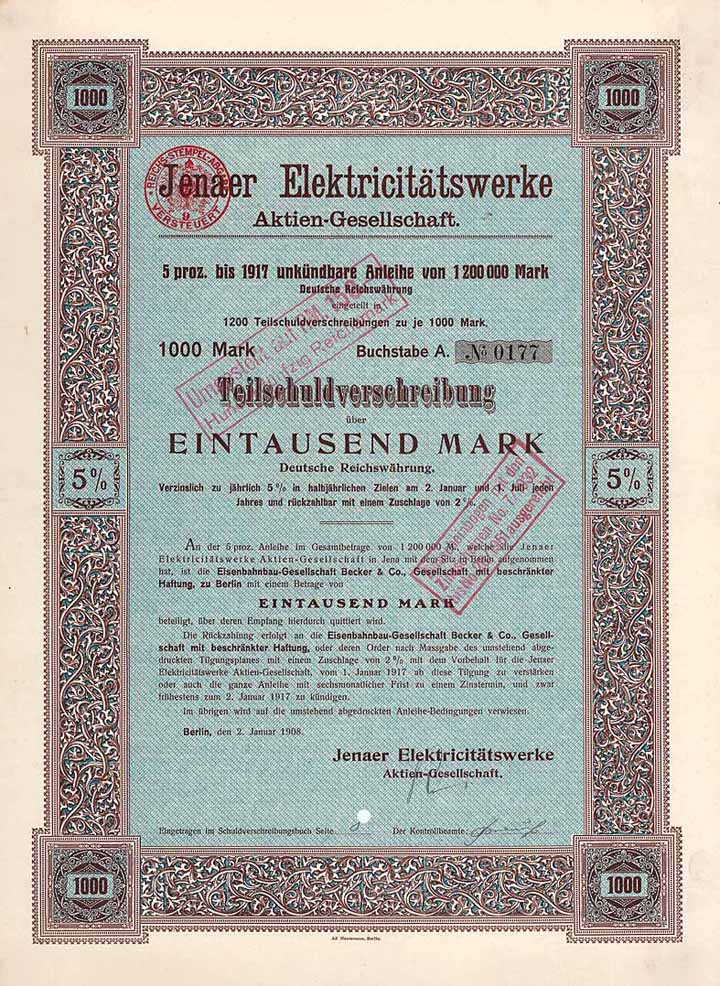 1000
1000
REICHS-STEMPEL-ABGABE
VERSTEUERT
9
Jenaer Elektricitätswerke
Aktien-Gesellschaft.
5 proz. bis 1917 unkündbare Anleihe von 1 200 000 Mark
Deutsche Reichswährung
eingeteilt in
1200 Teilschuldverschreibungen zu je 1000 Mark.
1000 Mark Buchstabe A. № 0177
Umgestellt auf
Reichsmark
Teilschuldverschreibung
über
EINTAUSEND MARK
Deutsche Reichswährung.
5% 5%
Verzinslich zu jährlich 5% in halbjährlichen Zielen am 2. Januar und 1. Juli jeden
Jahres und rückzahlbar mit einem Zuschlage von 2%.
An der 5 proz. Anleihe im Gesamtbetrage von 1 200 000 M., welche die Jenaer
Elektricitätswerke Aktien-Gesellschaft in Jena mit dem Sitz in Berlin aufgenommen
hat, ist die Eisenbahnbau-Gesellschaft Becker & Co., Gesellschaft mit beschränkter
Haftung, zu Berlin mit einem Betrage von
EINTAUSEND MARK
beteiligt, über deren Empfang hierdurch quittiert wird.
Die Rückzahlung erfolgt an die Eisenbahnbau-Gesellschaft Becker & Co., Gesell-
schaft mit beschränkter Haftung, oder deren Order nach Massgabe des umstehend abge-
druckten Tilgungsplanes mit einem Zuschlage von 2% mit dem Vorbehalt für die Jenaer
Elektricitätswerke Aktien-Gesellschaft, vom 1. Januar 1917 ab diese Tilgung zu verstärken
oder auch die ganze Anleihe mit sechsmonatlicher Frist zu einem Zinstermin, und zwar
frühestens zum 2. Januar 1917 zu kündigen.
Im übrigen wird auf die umstehend abgedruckten Anleihe-Bedingungen verwiesen.
Berlin, den 2. Januar 1908.
Jenaer Elektricitätswerke
Aktien-Gesellschaft.
Eingetragen im Schuldverschreibungsbuch Seite 8 Der Kontrollbeamte:
1000
1000